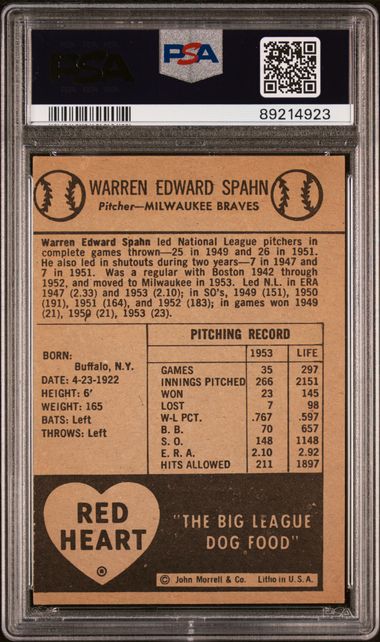 PSA
PSA
89214923
WARREN EDWARD SPAHN
Pitcher—MILWAUKEE BRAVES
Warren Edward Spahn led National League pitchers in
complete games thrown—25 in 1949 and 26 in 1951.
He also led in shutouts during two years—7 in 1947 and
7 in 1951. Was a regular with Boston 1942 through
1952, and moved to Milwaukee in 1953. Led N.L. in ERA
1947 (2.33) and 1953 (2.10); in SO's, 1949 (151), 1950
(191), 1951 (164), and 1952 (183); in games won 1949
(21), 1950 (21), 1953 (23).
BORN:
Buffalo, N.Y.
DATE: 4-23-1922
HEIGHT: 6'
WEIGHT: 165
BATS: Left
THROWS: Left
PITCHING RECORD
1953 LIFE
GAMES 35 297
INNINGS PITCHED 266 2151
WON 23 145
LOST 7 98
W-L PCT. .767 .597
B. B. 70 657
S. O. 148 1148
E. R. A. 2.10 2.92
HITS ALLOWED 211 1897
RED
HEART
®
"THE BIG LEAGUE
DOG FOOD"
© John Morrell & Co. Litho in U.S.A.